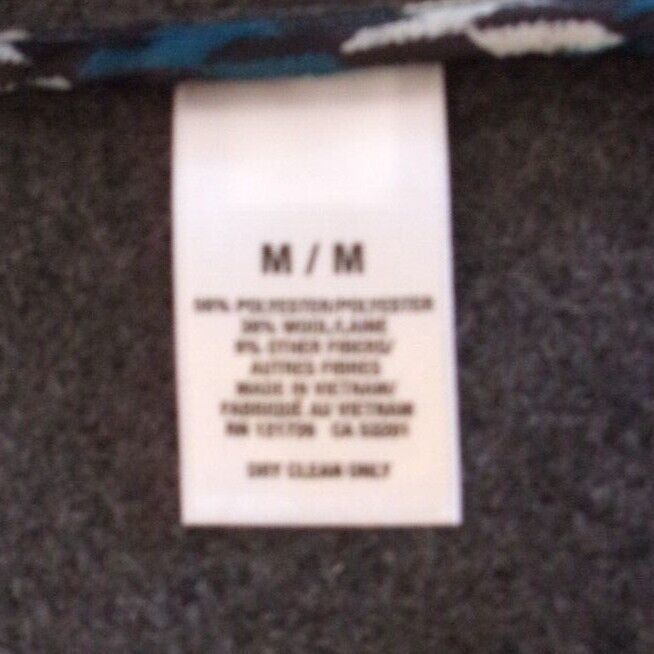 M / M
POLYESTER/POLYESTER
WOOL/LAINE
OTHER FIBERS/
AUTRES FIBRES
MADE IN VIETNAM/
FABRIQUÉ AU VIETNAM
RN CA
DRY CLEAN ONLY